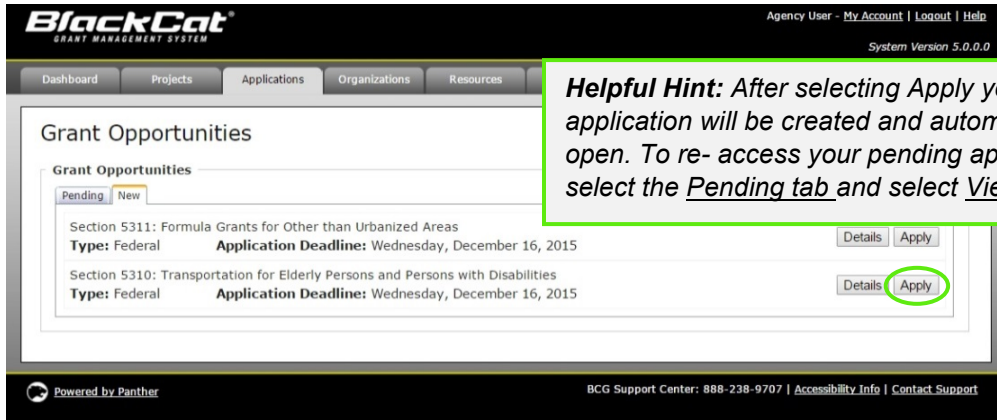 BlackCat
GRANT MANAGEMENT SYSTEM
Agency User - My Account | Logout | Help
System Version 5.0.0.0
Dashboard Projects Applications Organizations Resources
Helpful Hint: After selecting Apply
application will be created and
open. To re- access your pending
select the Pending tab and select
Grant Opportunities
Grant Opportunities
Pending New
Section 5311: Formula Grants for Other than Urbanized Areas
Type: Federal Application Deadline: Wednesday, December 16, 2015
Details Apply
Section 5310: Transportation for Elderly Persons and Persons with Disabilities
Type: Federal Application Deadline: Wednesday, December 16, 2015
Details Apply
Powered by Panther
BCG Support Center: 888-238-9707 | Accessibility Info | Contact Support